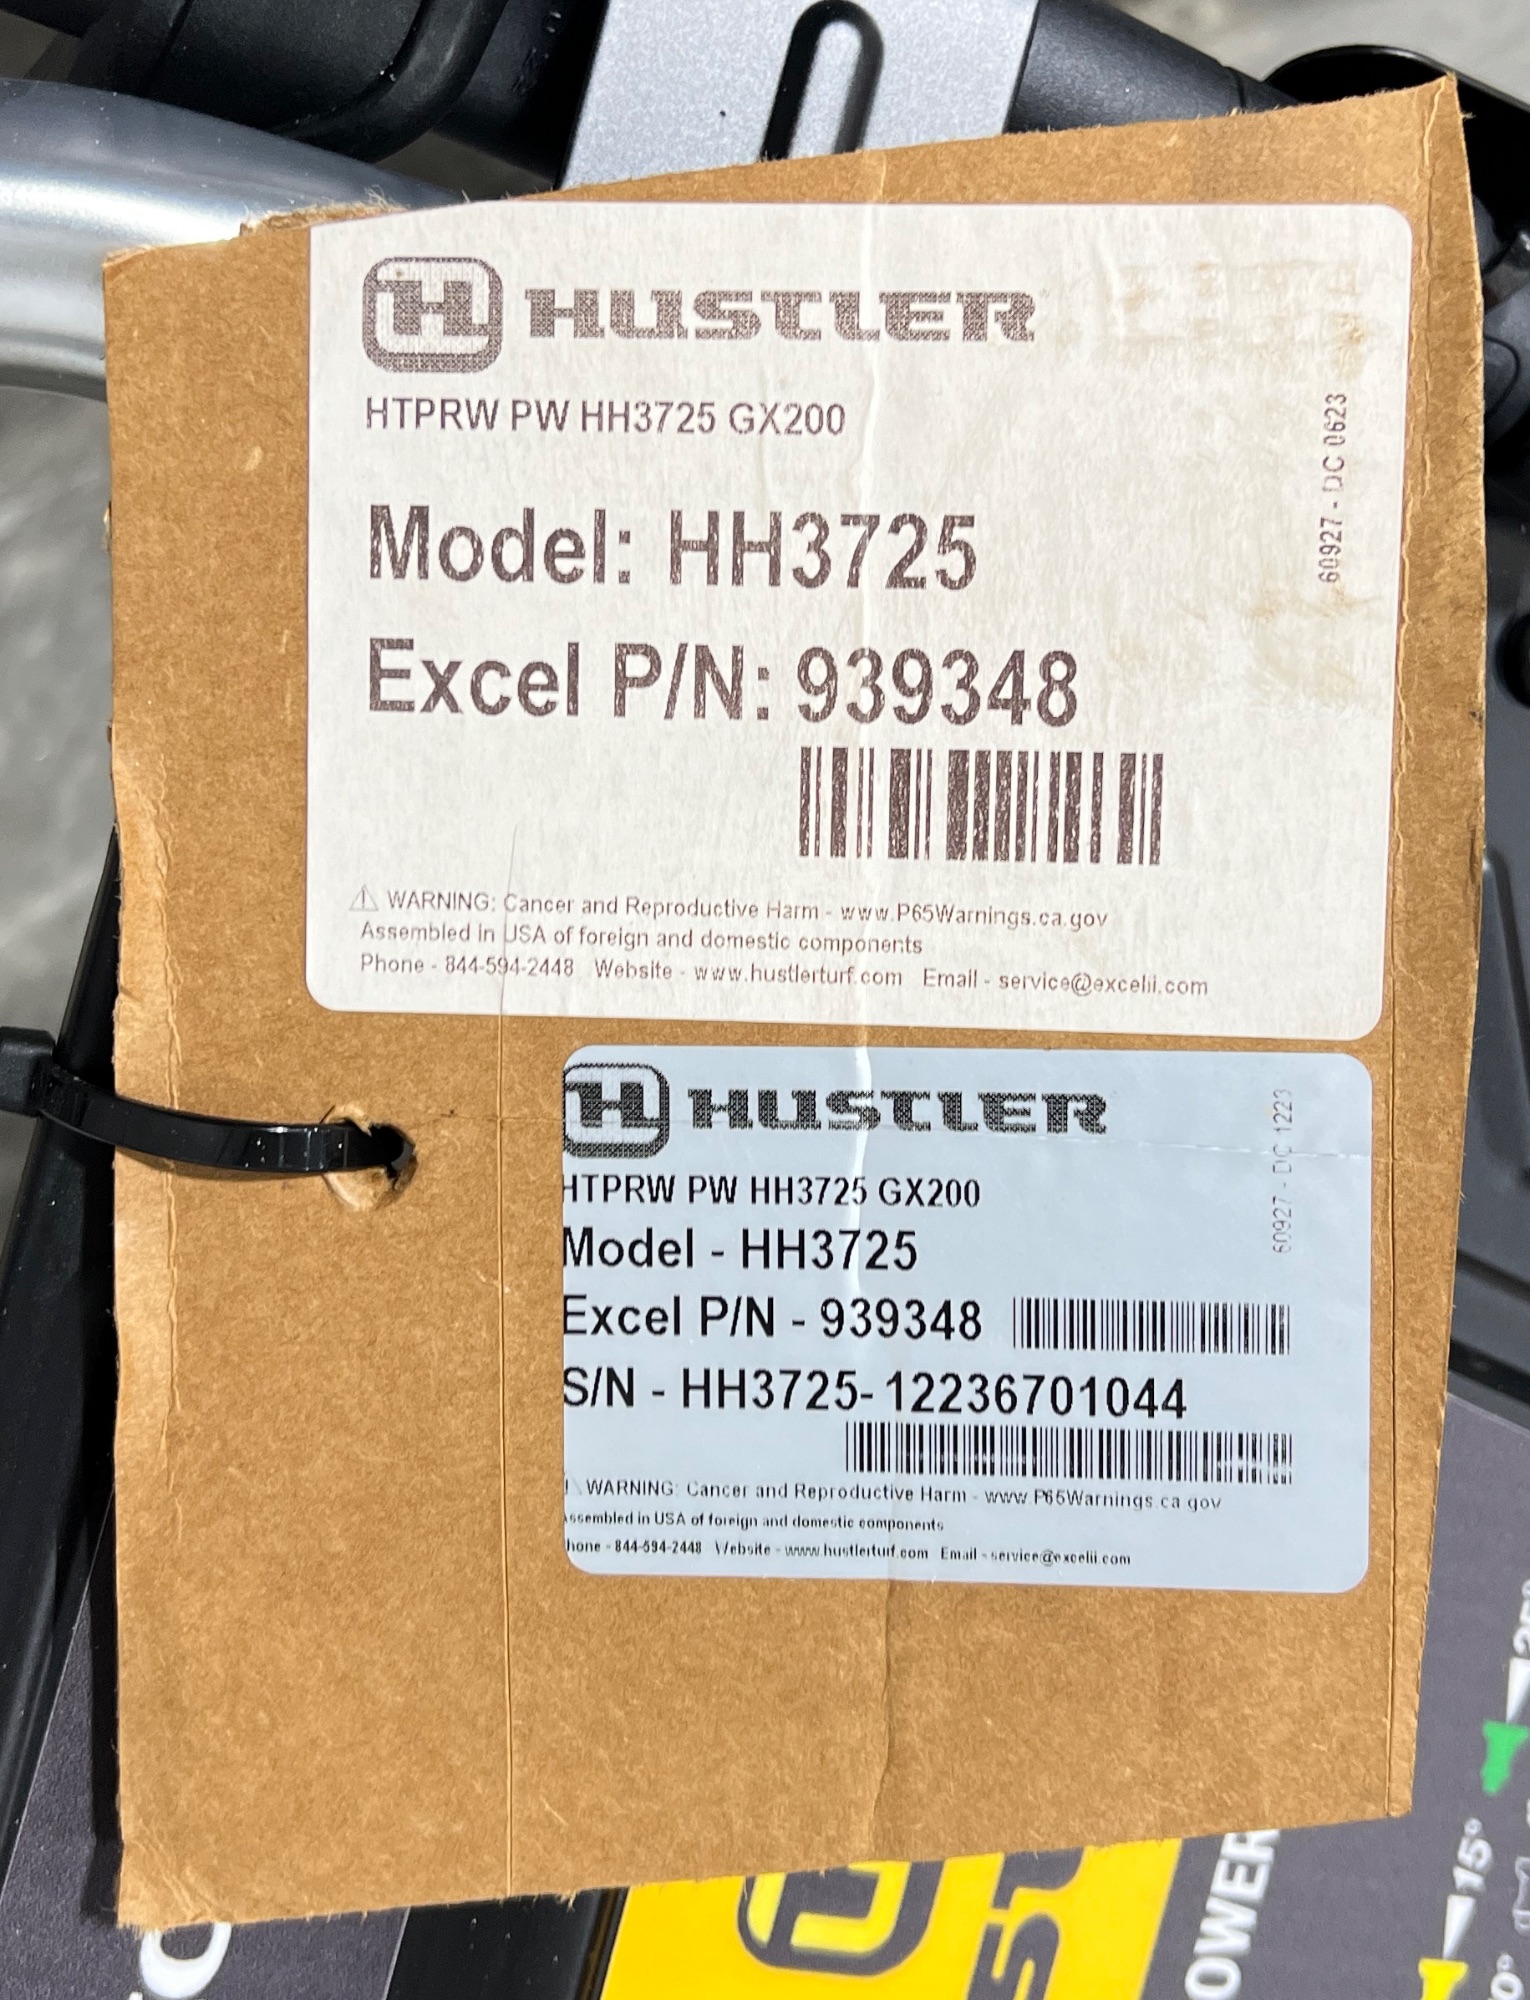 HUSTLER
HTPRW PW HH3725 GX200
Model: HH3725
Excel P/N: 939348
60927 - DC 0623
⚠ WARNING: Cancer and Reproductive Harm - www.P65Warnings.ca.gov
Assembled in USA of foreign and domestic components
Phone - 844-594-2448 Website - www.hustlerturf.com Email - service@excelii.com
HUSTLER
HTPRW PW HH3725 GX200
Model - HH3725
Excel P/N - 939348
S/N - HH3725-12236701044
60927 - DC 1223
WARNING: Cancer and Reproductive Harm - www.P65Warnings.ca.gov
ssembled in USA of foreign and domestic components
hone - 844-594-2448 Website - www.hustlerturf.com Email - service@excelii.com
25°
15°
OWER
ST